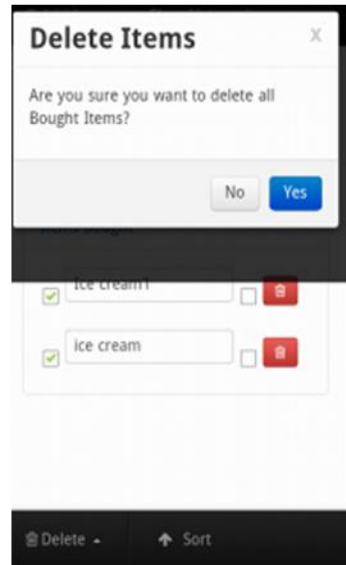 Delete Items
X
Are you sure you want to delete all
Bought Items?
No
Yes
Ice cream1
ice cream
Delete
Sort